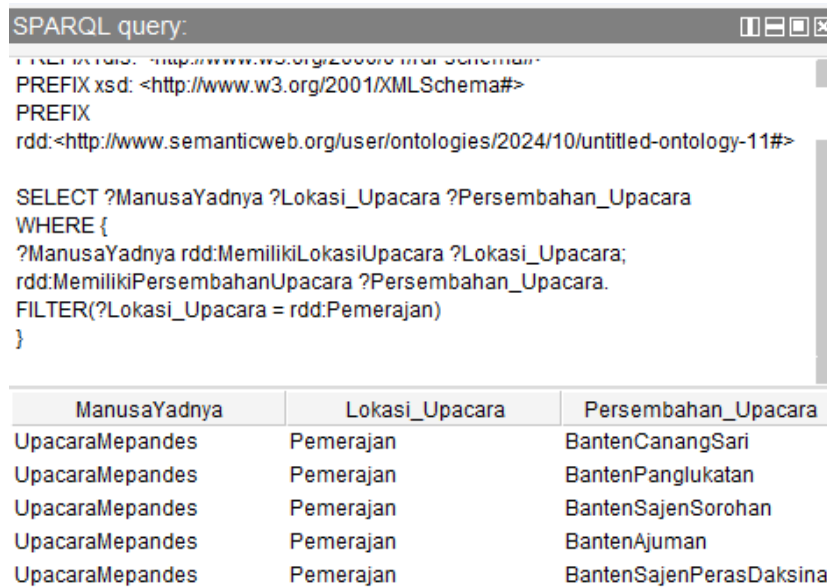 SPARQL query:
PREFIX xsd: <http://www.w3.org/2001/XMLSchema#>
PREFIX
rdd:<http://www.semanticweb.org/user/ontologies/2024/10/untitled-ontology-11#>
SELECT ?ManusaYadnya ?Lokasi_Upacara ?Persembahan_Upacara
WHERE {
?ManusaYadnya rdd:MemilikiLokasiUpacara ?Lokasi_Upacara;
rdd:MemilikiPersembahanUpacara ?Persembahan_Upacara.
FILTER(?Lokasi_Upacara = rdd:Pemerajan)
}
ManusaYadnya Lokasi_Upacara Persembahan_Upacara
UpacaraMepandes Pemerajan BantenCanangSari
UpacaraMepandes Pemerajan BantenPanglukatan
UpacaraMepandes Pemerajan BantenSajenSorohan
UpacaraMepandes Pemerajan BantenAjuman
UpacaraMepandes Pemerajan BantenSajenPerasDaksina